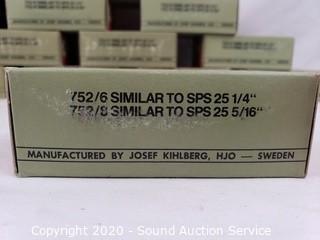 752/6 SIMILAR TO SPS 25 1/4"
752/8 SIMILAR TO SPS 25 5/16"
MANUFACTURED BY JOSEF KIHLBERG, HJO — SWEDEN
Copyright 2020 - Sound Auction Service